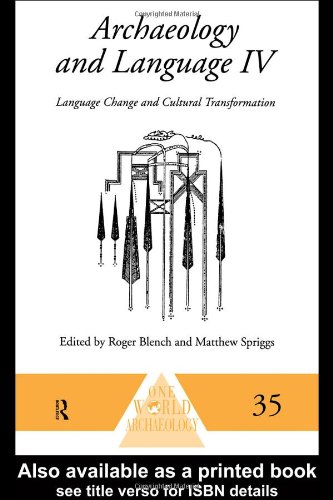 Archaeology
and Language IV
Language Change and Cultural Transformation
Edited by Roger Blench and Matthew Spriggs
R
ONE
WORLD
ARCHAEOLOGY
35
Also available as a printed book
see title verso for ISBN details